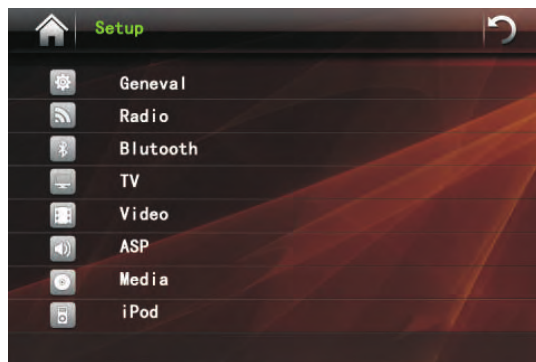 Setup
Geneval
Radio
Blutooth
TV
Video
ASP
Media
iPod